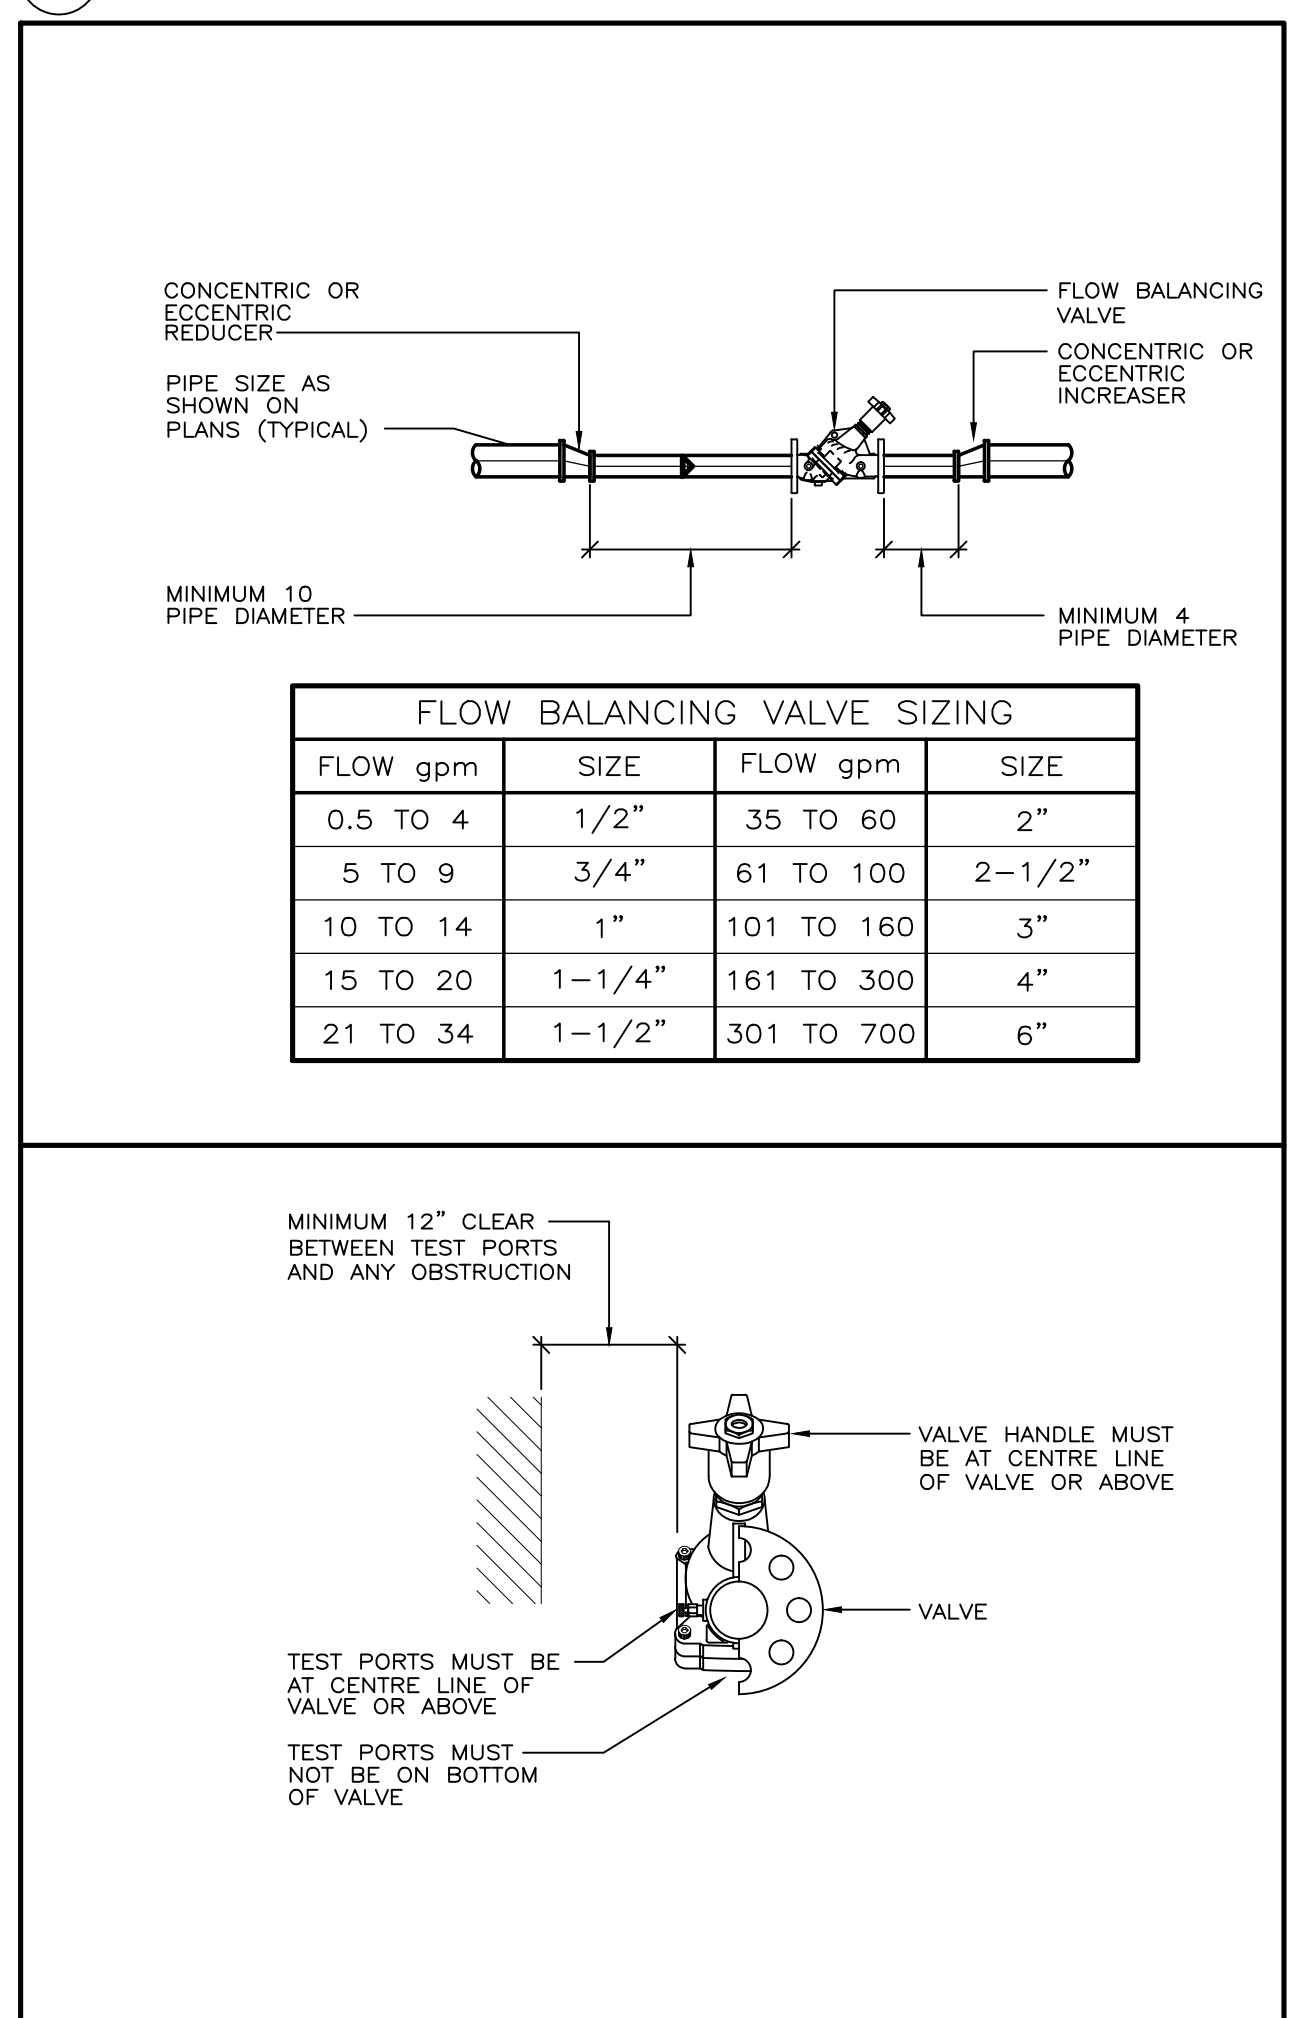 CONCENTRIC OR
ECCENTRIC
REDUCER
PIPE SIZE AS
SHOWN ON
PLANS (TYPICAL)
FLOW BALANCING
VALVE
CONCENTRIC OR
ECCENTRIC
INCREASER
MINIMUM 10
PIPE DIAMETER
MINIMUM 4
PIPE DIAMETER
FLOW BALANCING VALVE SIZING
FLOW gpm SIZE FLOW gpm SIZE
0.5 TO 4 1/2” 35 TO 60 2”
5 TO 9 3/4” 61 TO 100 2-1/2”
10 TO 14 1” 101 TO 160 3”
15 TO 20 1-1/4” 161 TO 300 4”
21 TO 34 1-1/2” 301 TO 700 6”
MINIMUM 12” CLEAR
BETWEEN TEST PORTS
AND ANY OBSTRUCTION
VALVE HANDLE MUST
BE AT CENTRE LINE
OF VALVE OR ABOVE
VALVE
TEST PORTS MUST BE
AT CENTRE LINE OF
VALVE OR ABOVE
TEST PORTS MUST
NOT BE ON BOTTOM
OF VALVE